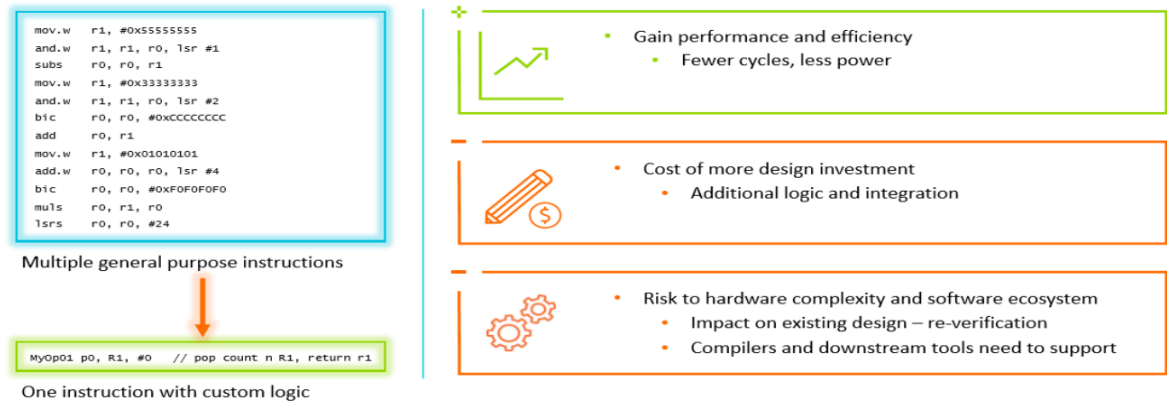 mov.w r1, #0x55555555
and.w r1, r1, r0, lsr #1
subs r0, r0, r1
mov.w r1, #0x33333333
and.w r1, r1, r0, lsr #2
bic r0, r0, #0xCCCCCCCC
add r0, r1
mov.w r1, #0x01010101
add.w r0, r0, r0, lsr #4
bic r0, r0, #0xF0F0F0F0
muls r0, r1, r0
lsrs r0, r0, #24
Multiple general purpose instructions
MyOp01 p0, R1, #0 // pop count n R1, return r1
One instruction with custom logic
• Gain performance and efficiency
• Fewer cycles, less power
$
• Cost of more design investment
• Additional logic and integration
• Risk to hardware complexity and software ecosystem
• Impact on existing design – re-verification
• Compilers and downstream tools need to support